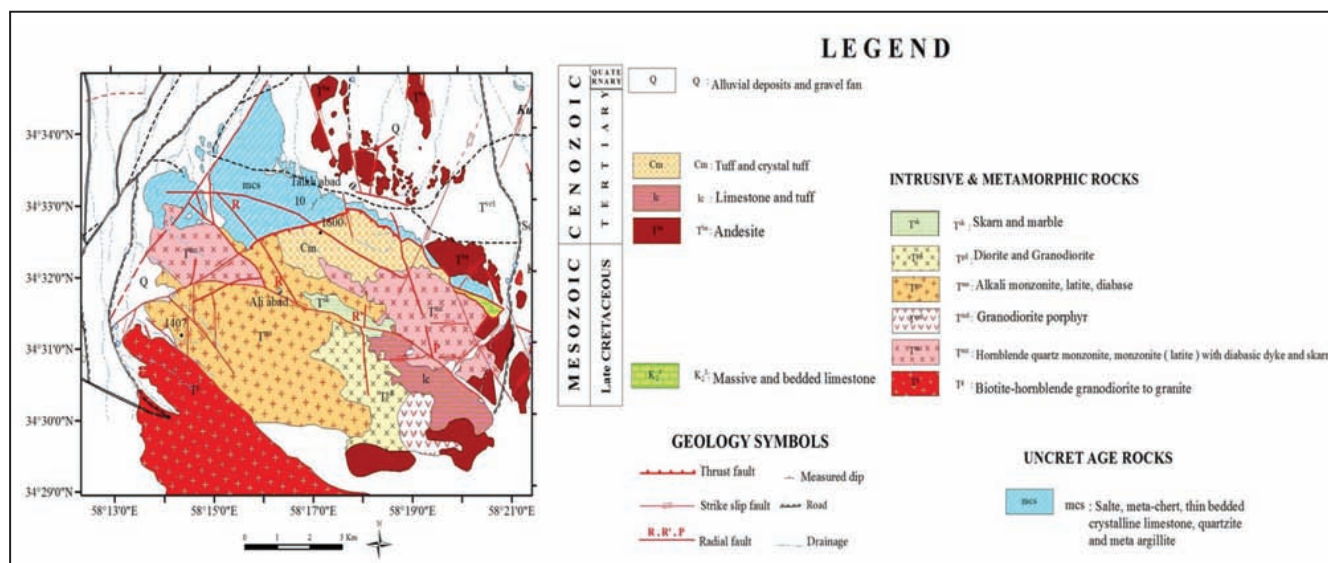 LEGEND
CENOZOIC
MESOZOIC
QUATE
RNARY
TERTIARY
Late CRETACEOUS
Q
Q : Alluvial deposits and gravel fan
Cm
Cm : Tuff and crystal tuff
lc
lc : Limestone and tuff
Andesite
Massive and bedded limestone
INTRUSIVE & METAMORPHIC ROCKS
Skarn and marble
Diorite and Granodiorite
Alkali monzonite, latite, diabase
Granodiorite porphyr
Hornblende quartz monzonite, monzonite ( latite ) with diabasic dyke and skarn
Biotite-hornblende granodiorite to granite
GEOLOGY SYMBOLS
Thrust fault
Measured dip
Strike slip fault
Road
R, R', P
Radial fault
Drainage
UNCRET AGE ROCKS
mcs
mcs : Salte, meta-chert, thin bedded
crystalline limestone, quartzite
and meta argillite
34°34'0"N
34°33'0"N
34°32'0"N
34°31'0"N
34°30'0"N
34°29'0"N
58°13'0"E
58°15'0"E
58°17'0"E
58°19'0"E
58°21'0"E
Q
mcs
Talkh abad
10
R
1600
Cm
Q
R
Ali abad
R'
1407
P
lc
N
0 1 2 3 Km